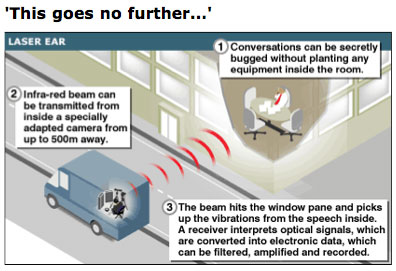 'This goes no further...'
LASER EAR
1 Conversations can be secretly
bugged without planting any
equipment inside the room.
2 Infra-red beam can
be transmitted from
inside a specially
adapted camera from
up to 500m away.
3 The beam hits the window pane and picks
up the vibrations from the speech inside.
A receiver interprets optical signals, which
are converted into electronic data, which
can be filtered, amplified and recorded.